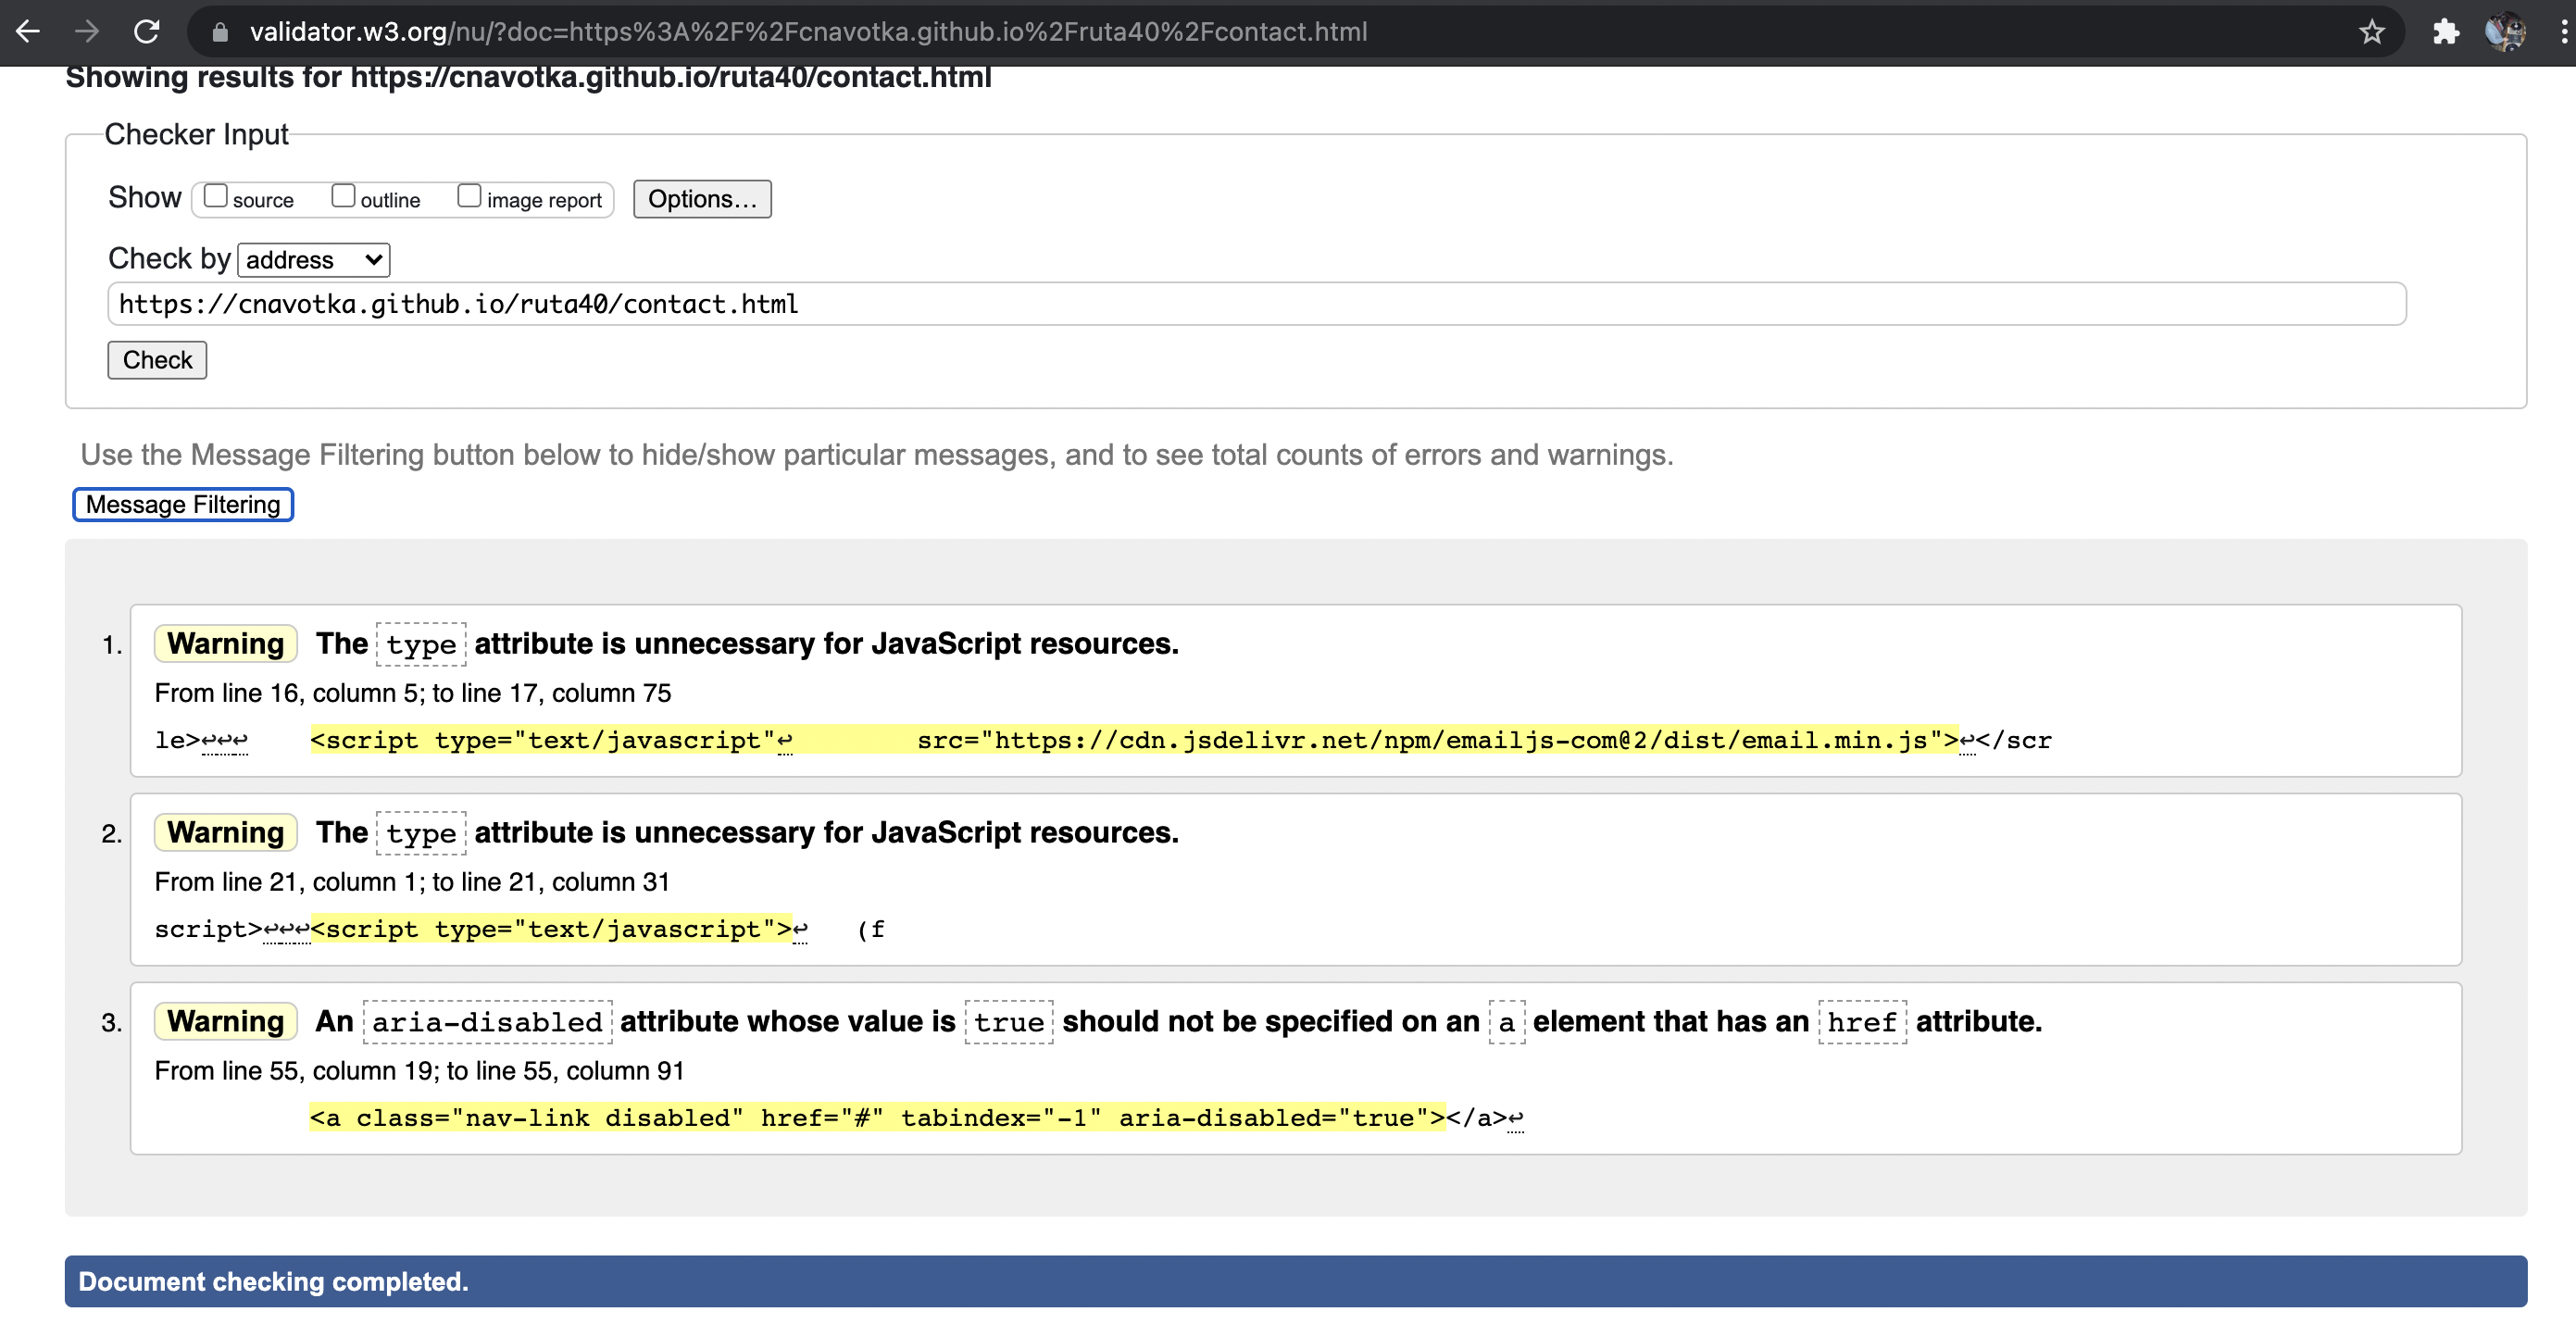 validator.w3.org/nu/?doc=https%3A%2F%2Fcnavotka.github.io%2Fruta40%2Fcontact.html
Showing results for https://cnavotka.github.io/ruta40/contact.html
Checker Input
Show source outline image report Options...
Check by address
https://cnavotka.github.io/ruta40/contact.html
Check
Use the Message Filtering button below to hide/show particular messages, and to see total counts of errors and warnings.
Message Filtering
1. Warning The type attribute is unnecessary for JavaScript resources.
From line 16, column 5; to line 17, column 75
le>↩↩↩ <script type="text/javascript"↩ src="https://cdn.jsdelivr.net/npm/emailjs-com@2/dist/email.min.js">↩</scr
2. Warning The type attribute is unnecessary for JavaScript resources.
From line 21, column 1; to line 21, column 31
script>↩↩↩<script type="text/javascript">↩ (f
3. Warning An aria-disabled attribute whose value is true should not be specified on an a element that has an href attribute.
From line 55, column 19; to line 55, column 91
<a class="nav-link disabled" href="#" tabindex="-1" aria-disabled="true"></a>↩
Document checking completed.